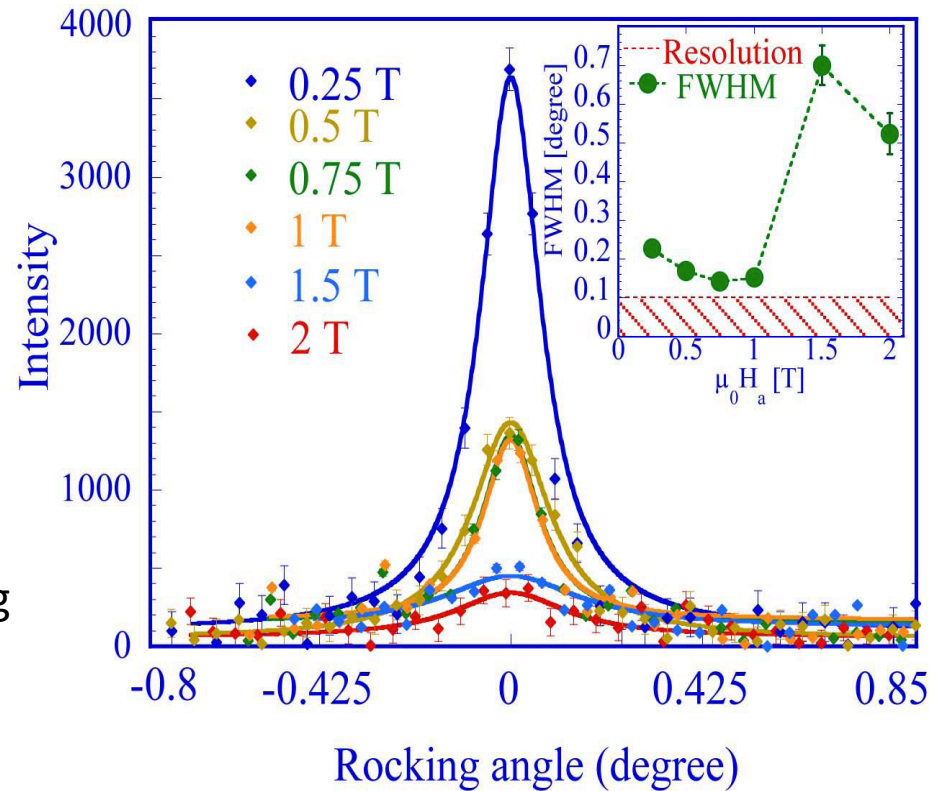 4000
3000
2000
1000
0
Intensity
0.25 T
0.5 T
0.75 T
1 T
1.5 T
2 T
Resolution
FWHM
FWHM [degree]
0.7
0.6
0.5
0.4
0.3
0.2
0.1
0
0 0.5 1 1.5 2
μ0Ha [T]
g
-0.8 -0.425 0 0.425 0.85
Rocking angle (degree)